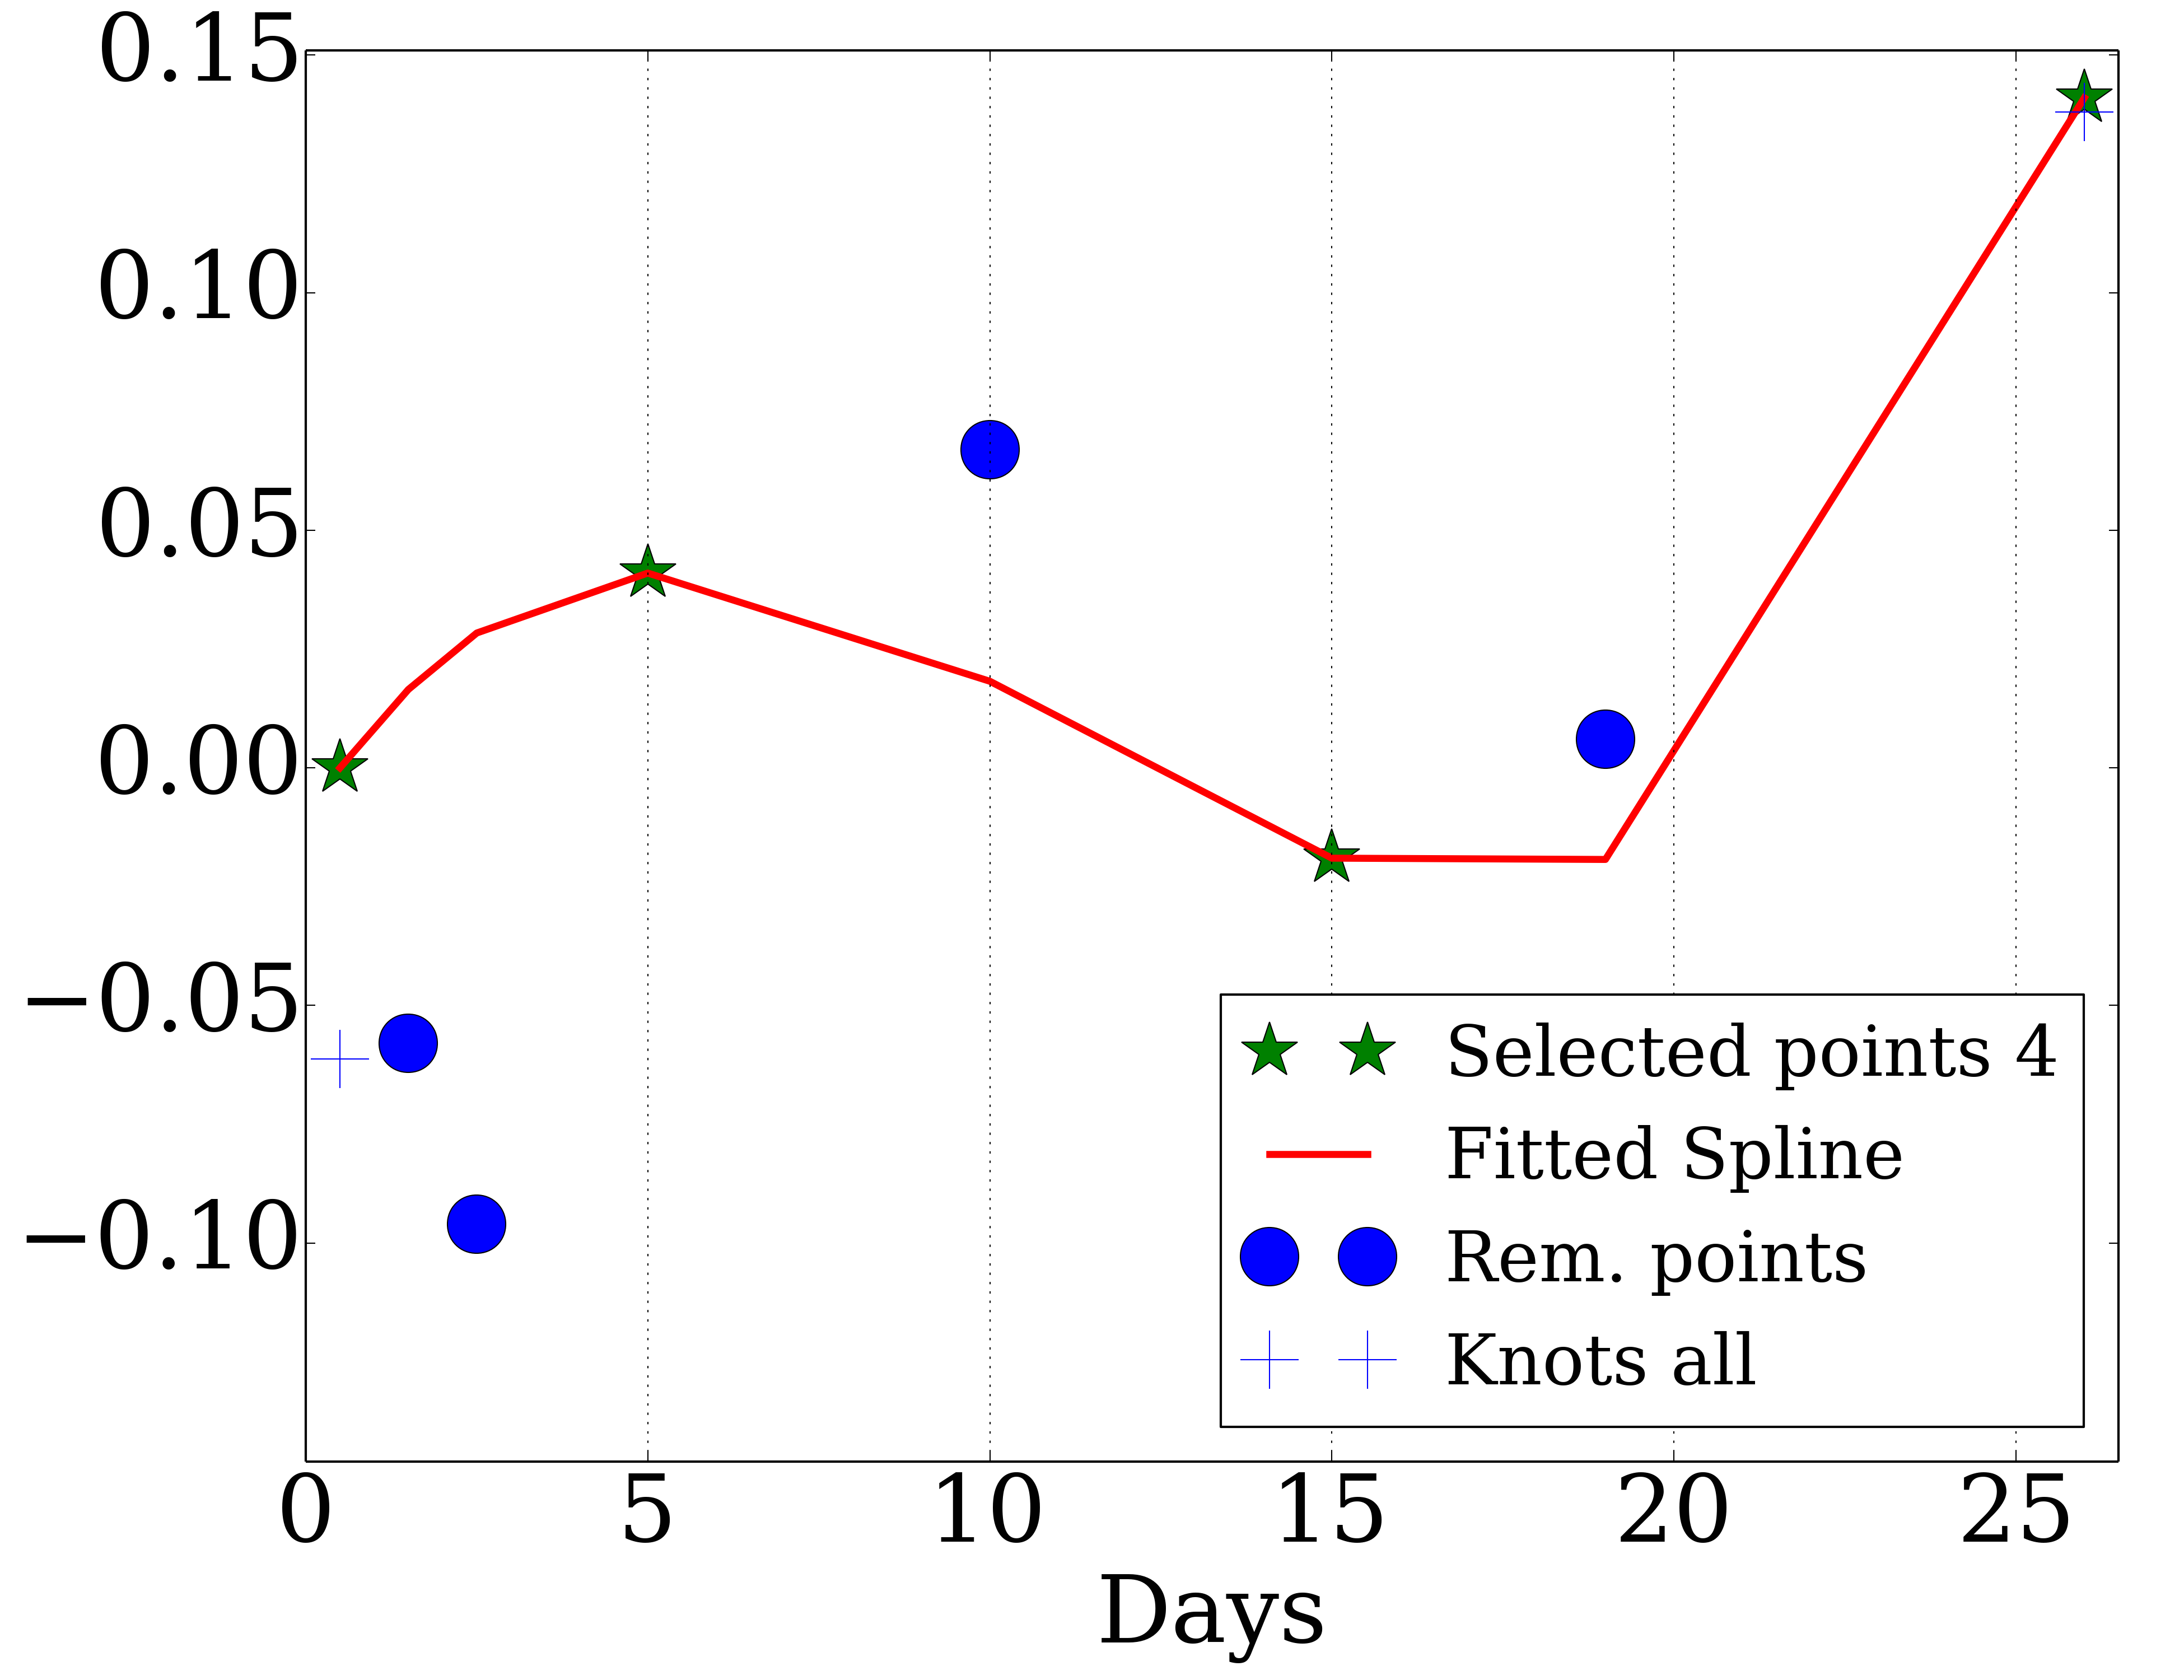 0.15
0.10
0.05
0.00
−0.05
−0.10
Selected points 4
Fitted Spline
Rem. points
Knots all
0 5 10 15 20 25
Days